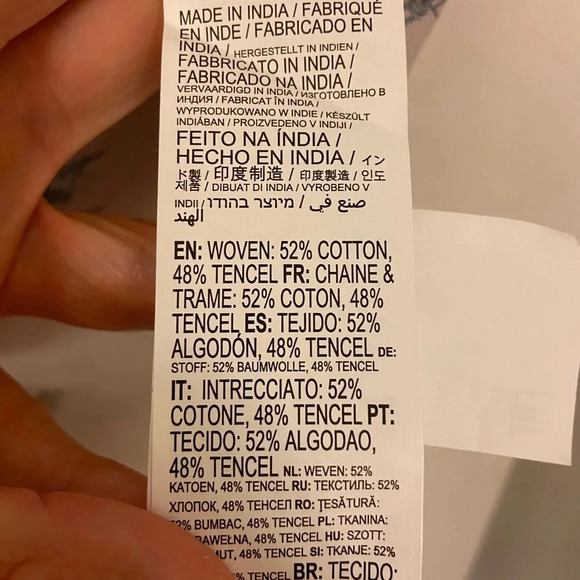 MADE IN INDIA / FABRIQUÉ
EN INDE / FABRICADO EN
INDIA / HERGESTELLT IN INDIEN /
FABBRICATO IN INDIA /
FABRICADO NA INDIA /
VERVAARDIGD IN INDIA / ИЗГОТОВЛЕНО В
ИНДИЯ / FABRICAT ÎN INDIA /
WYPRODUKOWANO W INDIE / KÉSZÜLT
INDIÁBAN / PROIZVEDENO V INDIJI /
FEITO NA ÍNDIA /
HECHO EN INDIA / イン
ド製 / 印度制造 / 印度製造 / 인도
제품 / DIBUAT DI INDIA / VYROBENO V
INDII / מיוצר בהודו / صنع في
الهند
EN: WOVEN: 52% COTTON,
48% TENCEL FR: CHAINE &
TRAME: 52% COTON, 48%
TENCEL ES: TEJIDO: 52%
ALGODÓN, 48% TENCEL DE:
STOFF: 52% BAUMWOLLE, 48% TENCEL
IT: INTRECCIATO: 52%
COTONE, 48% TENCEL PT:
TECIDO: 52% ALGODAO,
48% TENCEL NL: WEVEN: 52%
KATOEN, 48% TENCEL RU: ТЕКСТИЛЬ: 52%
ХЛОПОК, 48% ТЕНСЕЛ RO: ŢESĂTURĂ:
52% BUMBAC, 48% TENCEL PL: TKANINA:
BAWEŁNA, 48% TENCEL HU: SZOTT:
48% TENCEL SI: TKANJE: 52%
TENCEL BR: TECIDO: